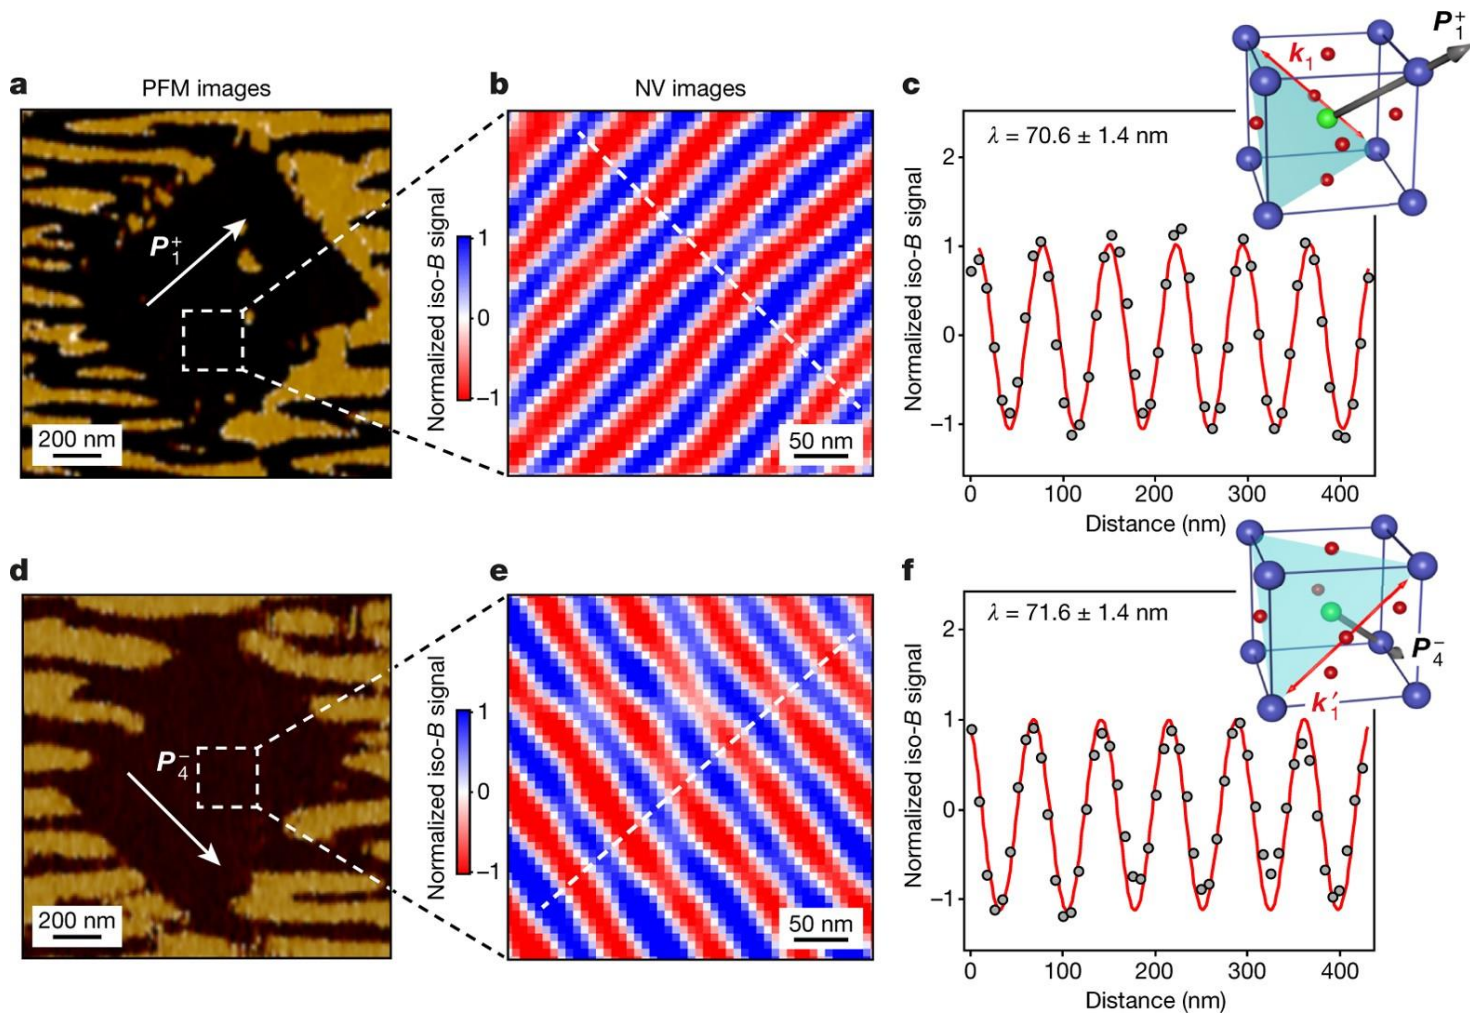 a
PFM images
P1+
200 nm
b
NV images
Normalized iso-B signal
1
0
−1
50 nm
c
λ = 70.6 ± 1.4 nm
Normalized iso-B signal
2
1
0
−1
0 100 200 300 400
Distance (nm)
k1
P1+
d
P4−
200 nm
e
Normalized iso-B signal
1
0
−1
50 nm
f
λ = 71.6 ± 1.4 nm
Normalized iso-B signal
2
1
0
−1
0 100 200 300 400
Distance (nm)
P4−
k1′